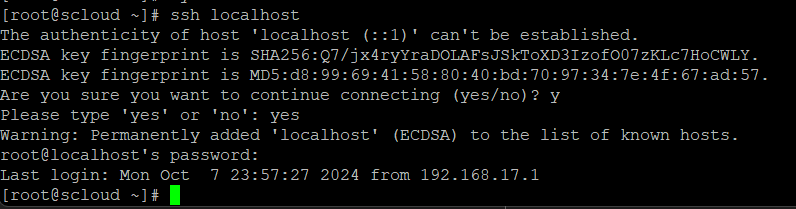 [root@scloud ~]# ssh localhost
The authenticity of host 'localhost (::1)' can't be established.
ECDSA key fingerprint is SHA256:Q7/jx4ryYraDOLAFsJSkToXD3IzofO07zKLc7HoCWLY.
ECDSA key fingerprint is MD5:d8:99:69:41:58:80:40:bd:70:97:34:7e:4f:67:ad:57.
Are you sure you want to continue connecting (yes/no)? y
Please type 'yes' or 'no': yes
Warning: Permanently added 'localhost' (ECDSA) to the list of known hosts.
root@localhost's password:
Last login: Mon Oct  7 23:57:27 2024 from 192.168.17.1
[root@scloud ~]#